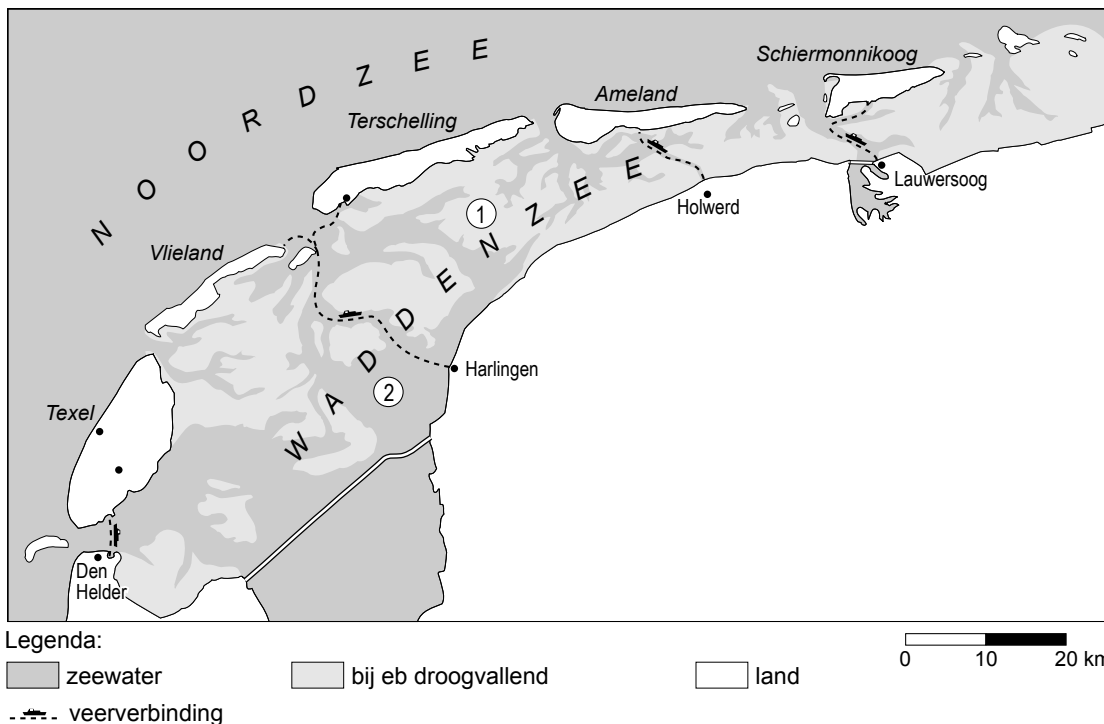 NOORDZEE
Schiermonnikoog
Ameland
Terschelling
Lauwersoog
Holwerd
1
WADDENZEE
Vlieland
Harlingen
2
Texel
Den
Helder
Legenda:
zeewater
bij eb droogvallend
land
0 10 20 km
veerverbinding